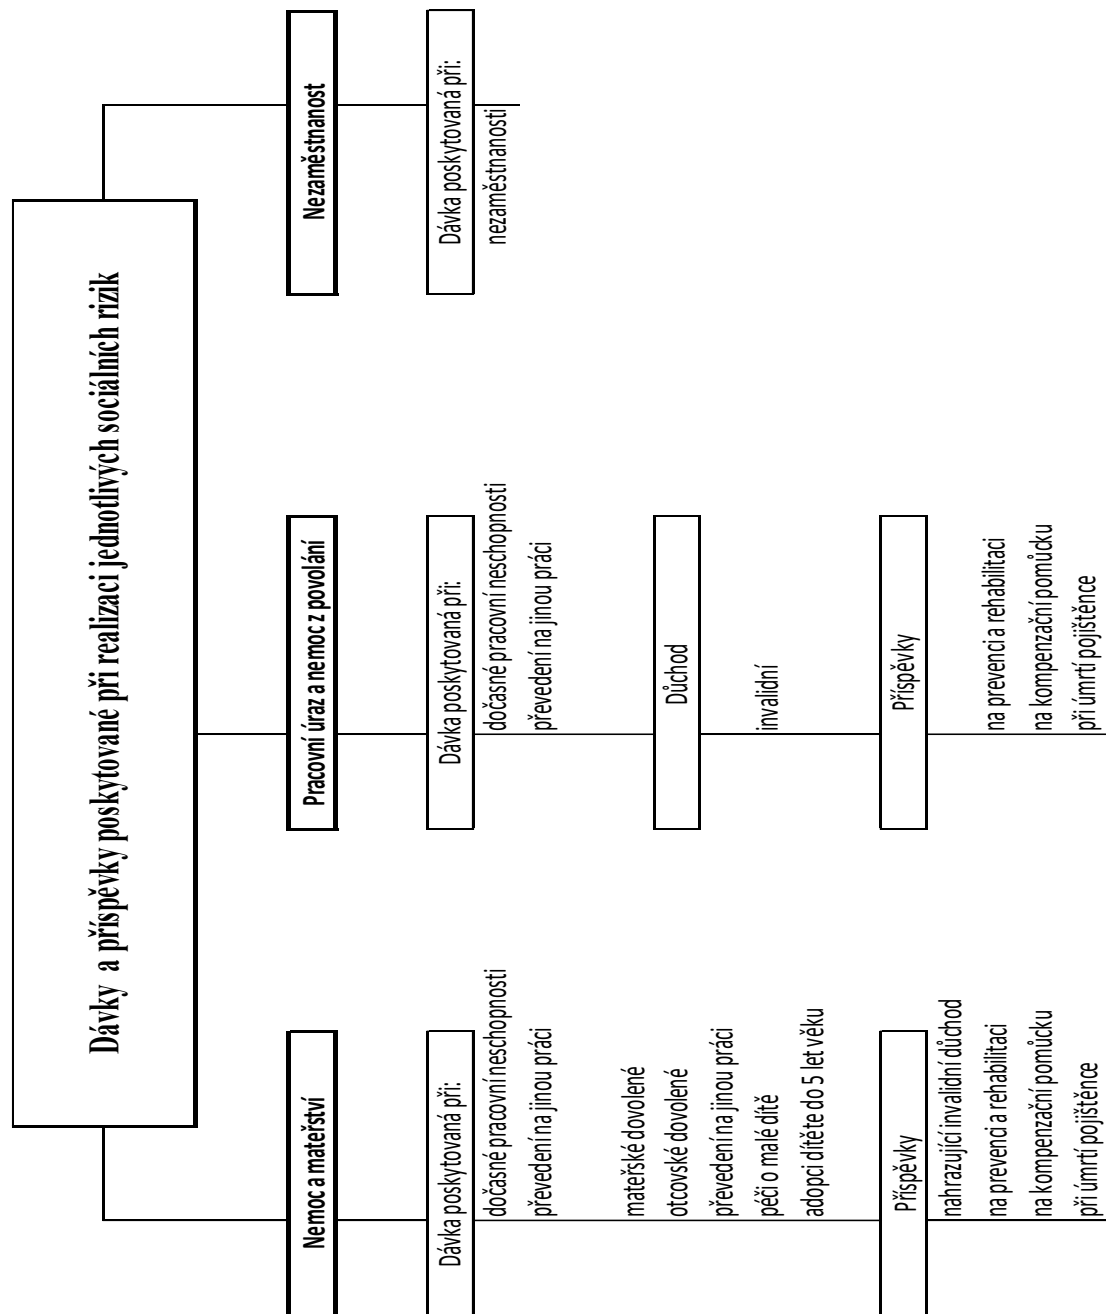 Dávky a příspěvky poskytované při realizaci jednotlivých sociálních rizik
Nemoc a mateřství
Dávka poskytovaná při:
dočasné pracovní neschopnosti
převedení na jinou práci
mateřské dovolené
otcovské dovolené
převedení na jinou práci
péči o malé dítě
adopci dítěte do 5 let věku
Příspěvky
nahrazující invalidní důchod
na prevenci a rehabilitaci
na kompenzační pomůcku
při úmrtí pojištěnce
Pracovní úraz a nemoc z povolání
Dávka poskytovaná při:
dočasné pracovní neschopnosti
převedení na jinou práci
Důchod
invalidní
Příspěvky
na prevenci a rehabilitaci
na kompenzační pomůcku
při úmrtí pojištěnce
Nezaměstnanost
Dávka poskytovaná při:
nezaměstnanosti